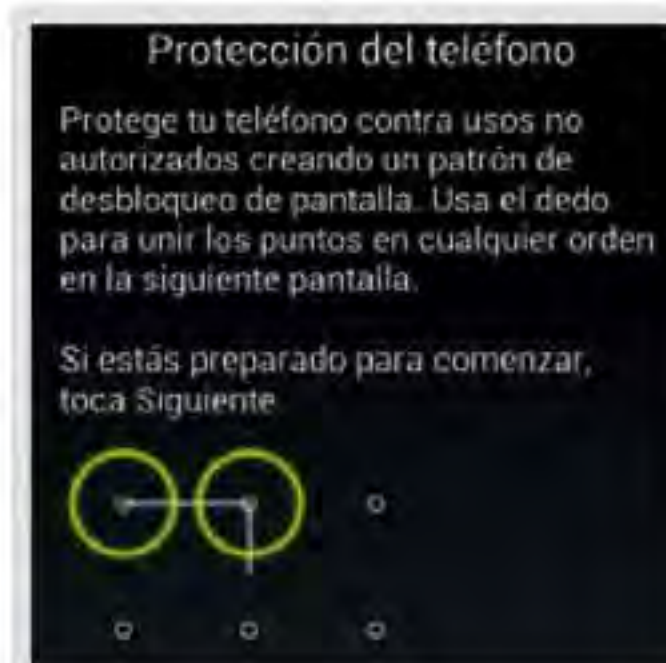 Protección del teléfono
Protege tu teléfono contra usos no
autorizados creando un patrón de
desbloqueo de pantalla. Usa el dedo
para unir los puntos en cualquier orden
en la siguiente pantalla.
Si estás preparado para comenzar,
toca Siguiente